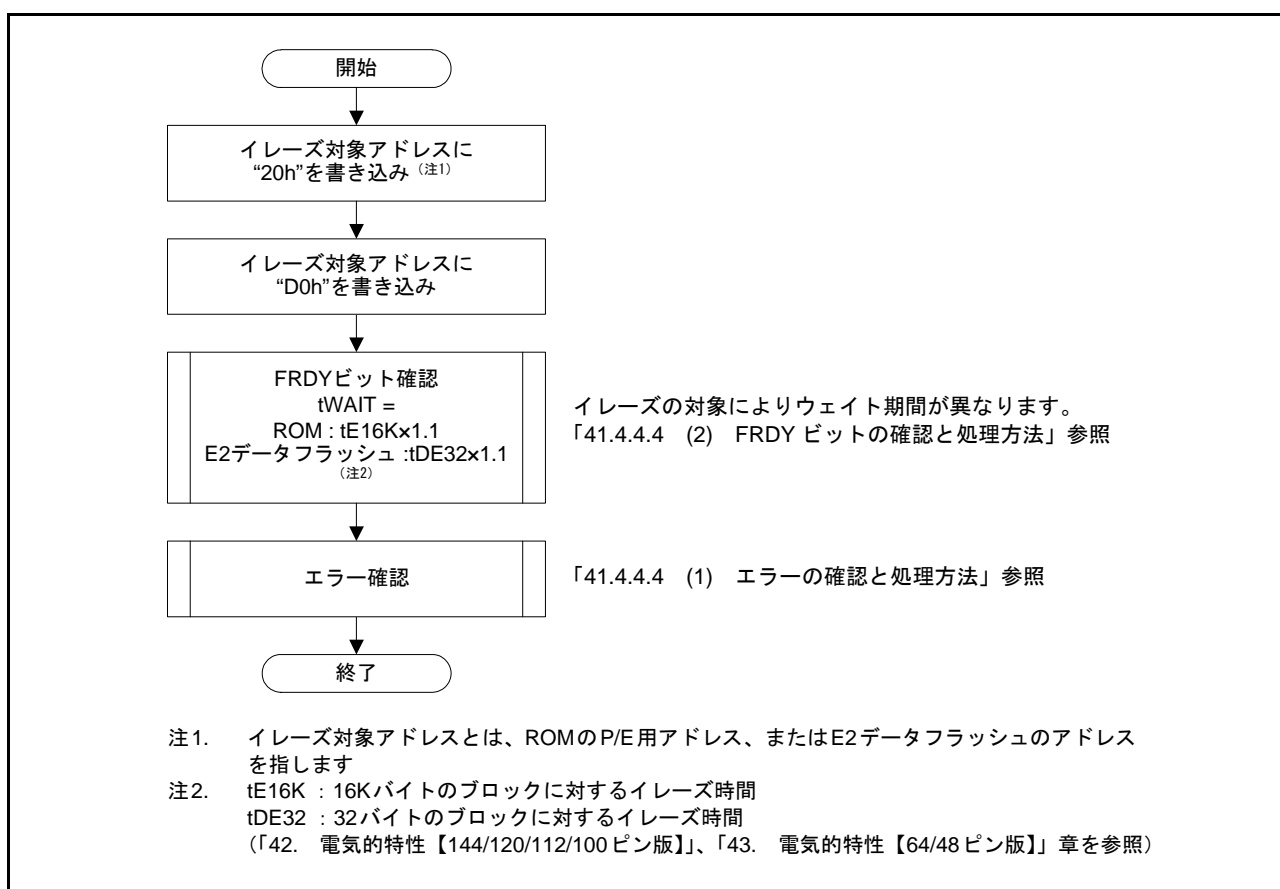 開始
イレーズ対象アドレスに
“20h”を書き込み（注1）
イレーズ対象アドレスに
“D0h”を書き込み
FRDYビット確認
tWAIT =
ROM : tE16K×1.1
E2データフラッシュ :tDE32×1.1
（注2）
イレーズの対象によりウェイト期間が異なります。
「41.4.4.4 (2) FRDY ビットの確認と処理方法」参照
エラー確認
「41.4.4.4 (1) エラーの確認と処理方法」参照
終了
注1. イレーズ対象アドレスとは、ROMのP/E用アドレス、またはE2データフラッシュのアドレス
を指します
注2. tE16K ：16Kバイトのブロックに対するイレーズ時間
tDE32 ：32バイトのブロックに対するイレーズ時間
（「42. 電気的特性【144/120/112/100ピン版】」、「43. 電気的特性【64/48ピン版】」章を参照）